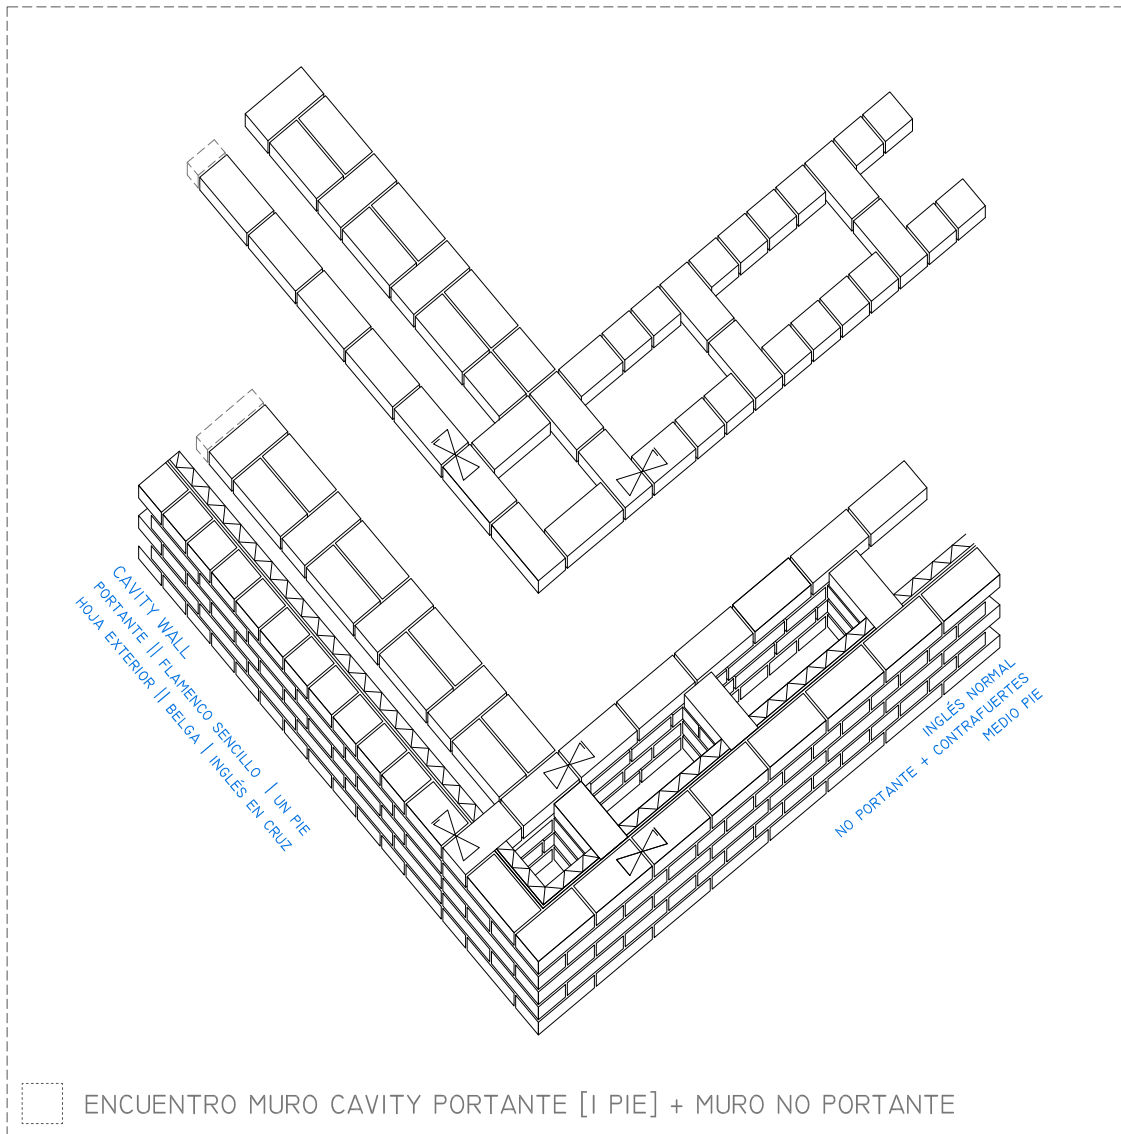 CAVITY WALL
PORTANTE || FLAMENCO SENCILLO | UN PIE
HOJA EXTERIOR || BELGA | INGLÉS EN CRUZ
INGLÉS NORMAL
NO PORTANTE + CONTRAFUERTES
MEDIO PIE
ENCUENTRO MURO CAVITY PORTANTE [1 PIE] + MURO NO PORTANTE